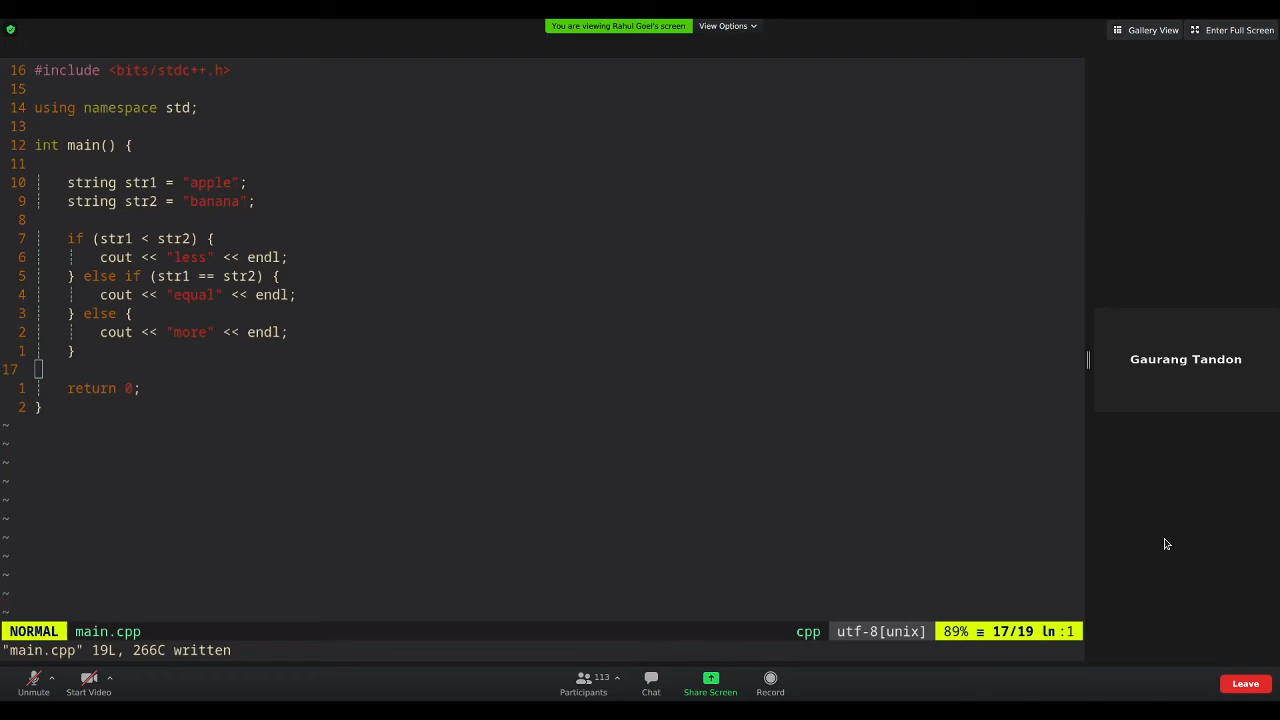 You are viewing Rahul Goel's screen
View Options
Gallery View
Enter Full Screen
16 #include <bits/stdc++.h>
15
14 using namespace std;
13
12 int main() {
11
10     string str1 = "apple";
9     string str2 = "banana";
8
7     if (str1 < str2) {
6         cout << "less" << endl;
5     } else if (str1 == str2) {
4         cout << "equal" << endl;
3     } else {
2         cout << "more" << endl;
1     }
17
1     return 0;
2 }
~
~
~
~
~
~
~
~
~
~
~
Gaurang Tandon
NORMAL main.cpp cpp utf-8[unix] 89% ≡ 17/19 ln :1
"main.cpp" 19L, 266C written
Unmute
Start Video
113
Participants
Chat
Share Screen
Record
Leave